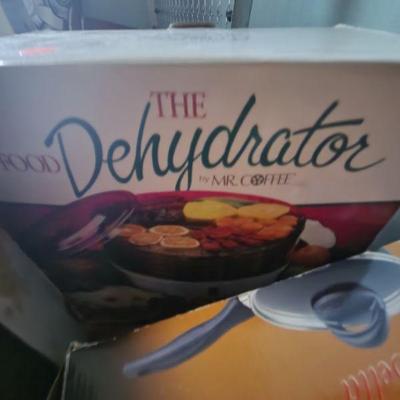 THE
FOOD Dehydrator
by MR. COFFEE